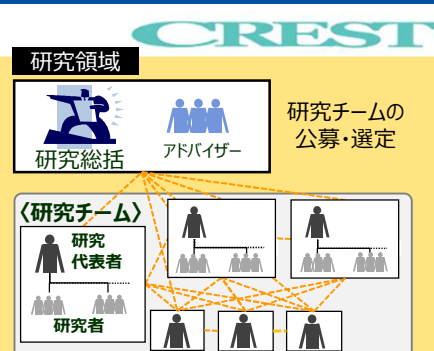 CREST
研究領域
研究総括
アドバイザー
研究チームの
公募・選定
〈研究チーム〉
研究
代表者
研究者